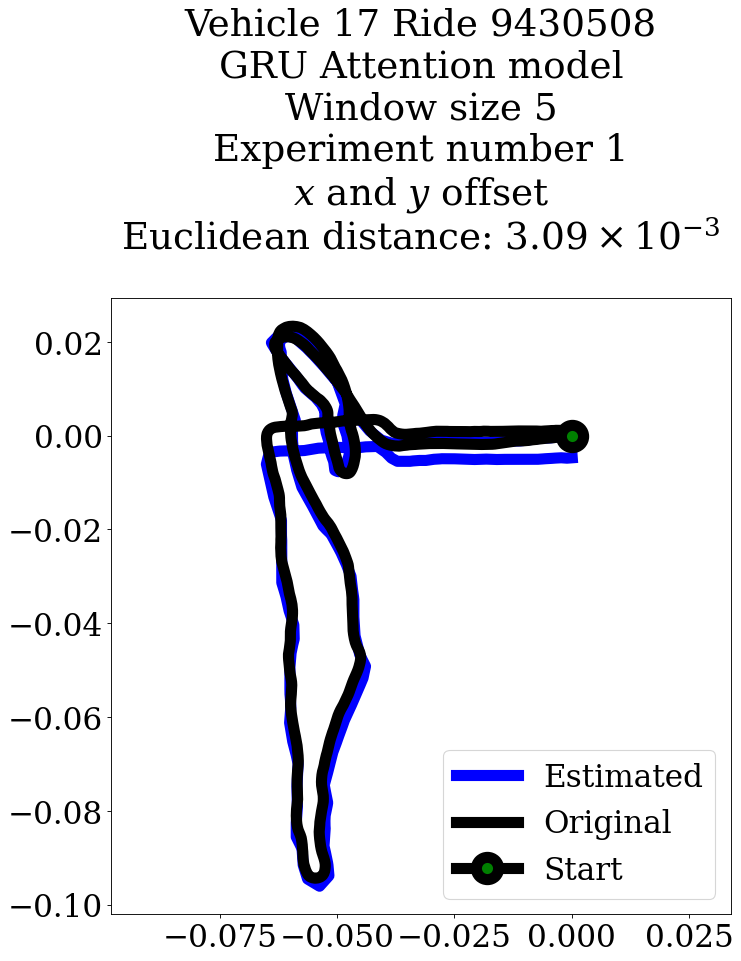 Vehicle 17 Ride 9430508
GRU Attention model
Window size 5
Experiment number 1
x and y offset
Euclidean distance: 3.09 × 10⁻³
0.02
0.00
−0.02
−0.04
−0.06
−0.08
−0.10
Estimated
Original
Start
−0.075 −0.050 −0.025 0.000 0.025